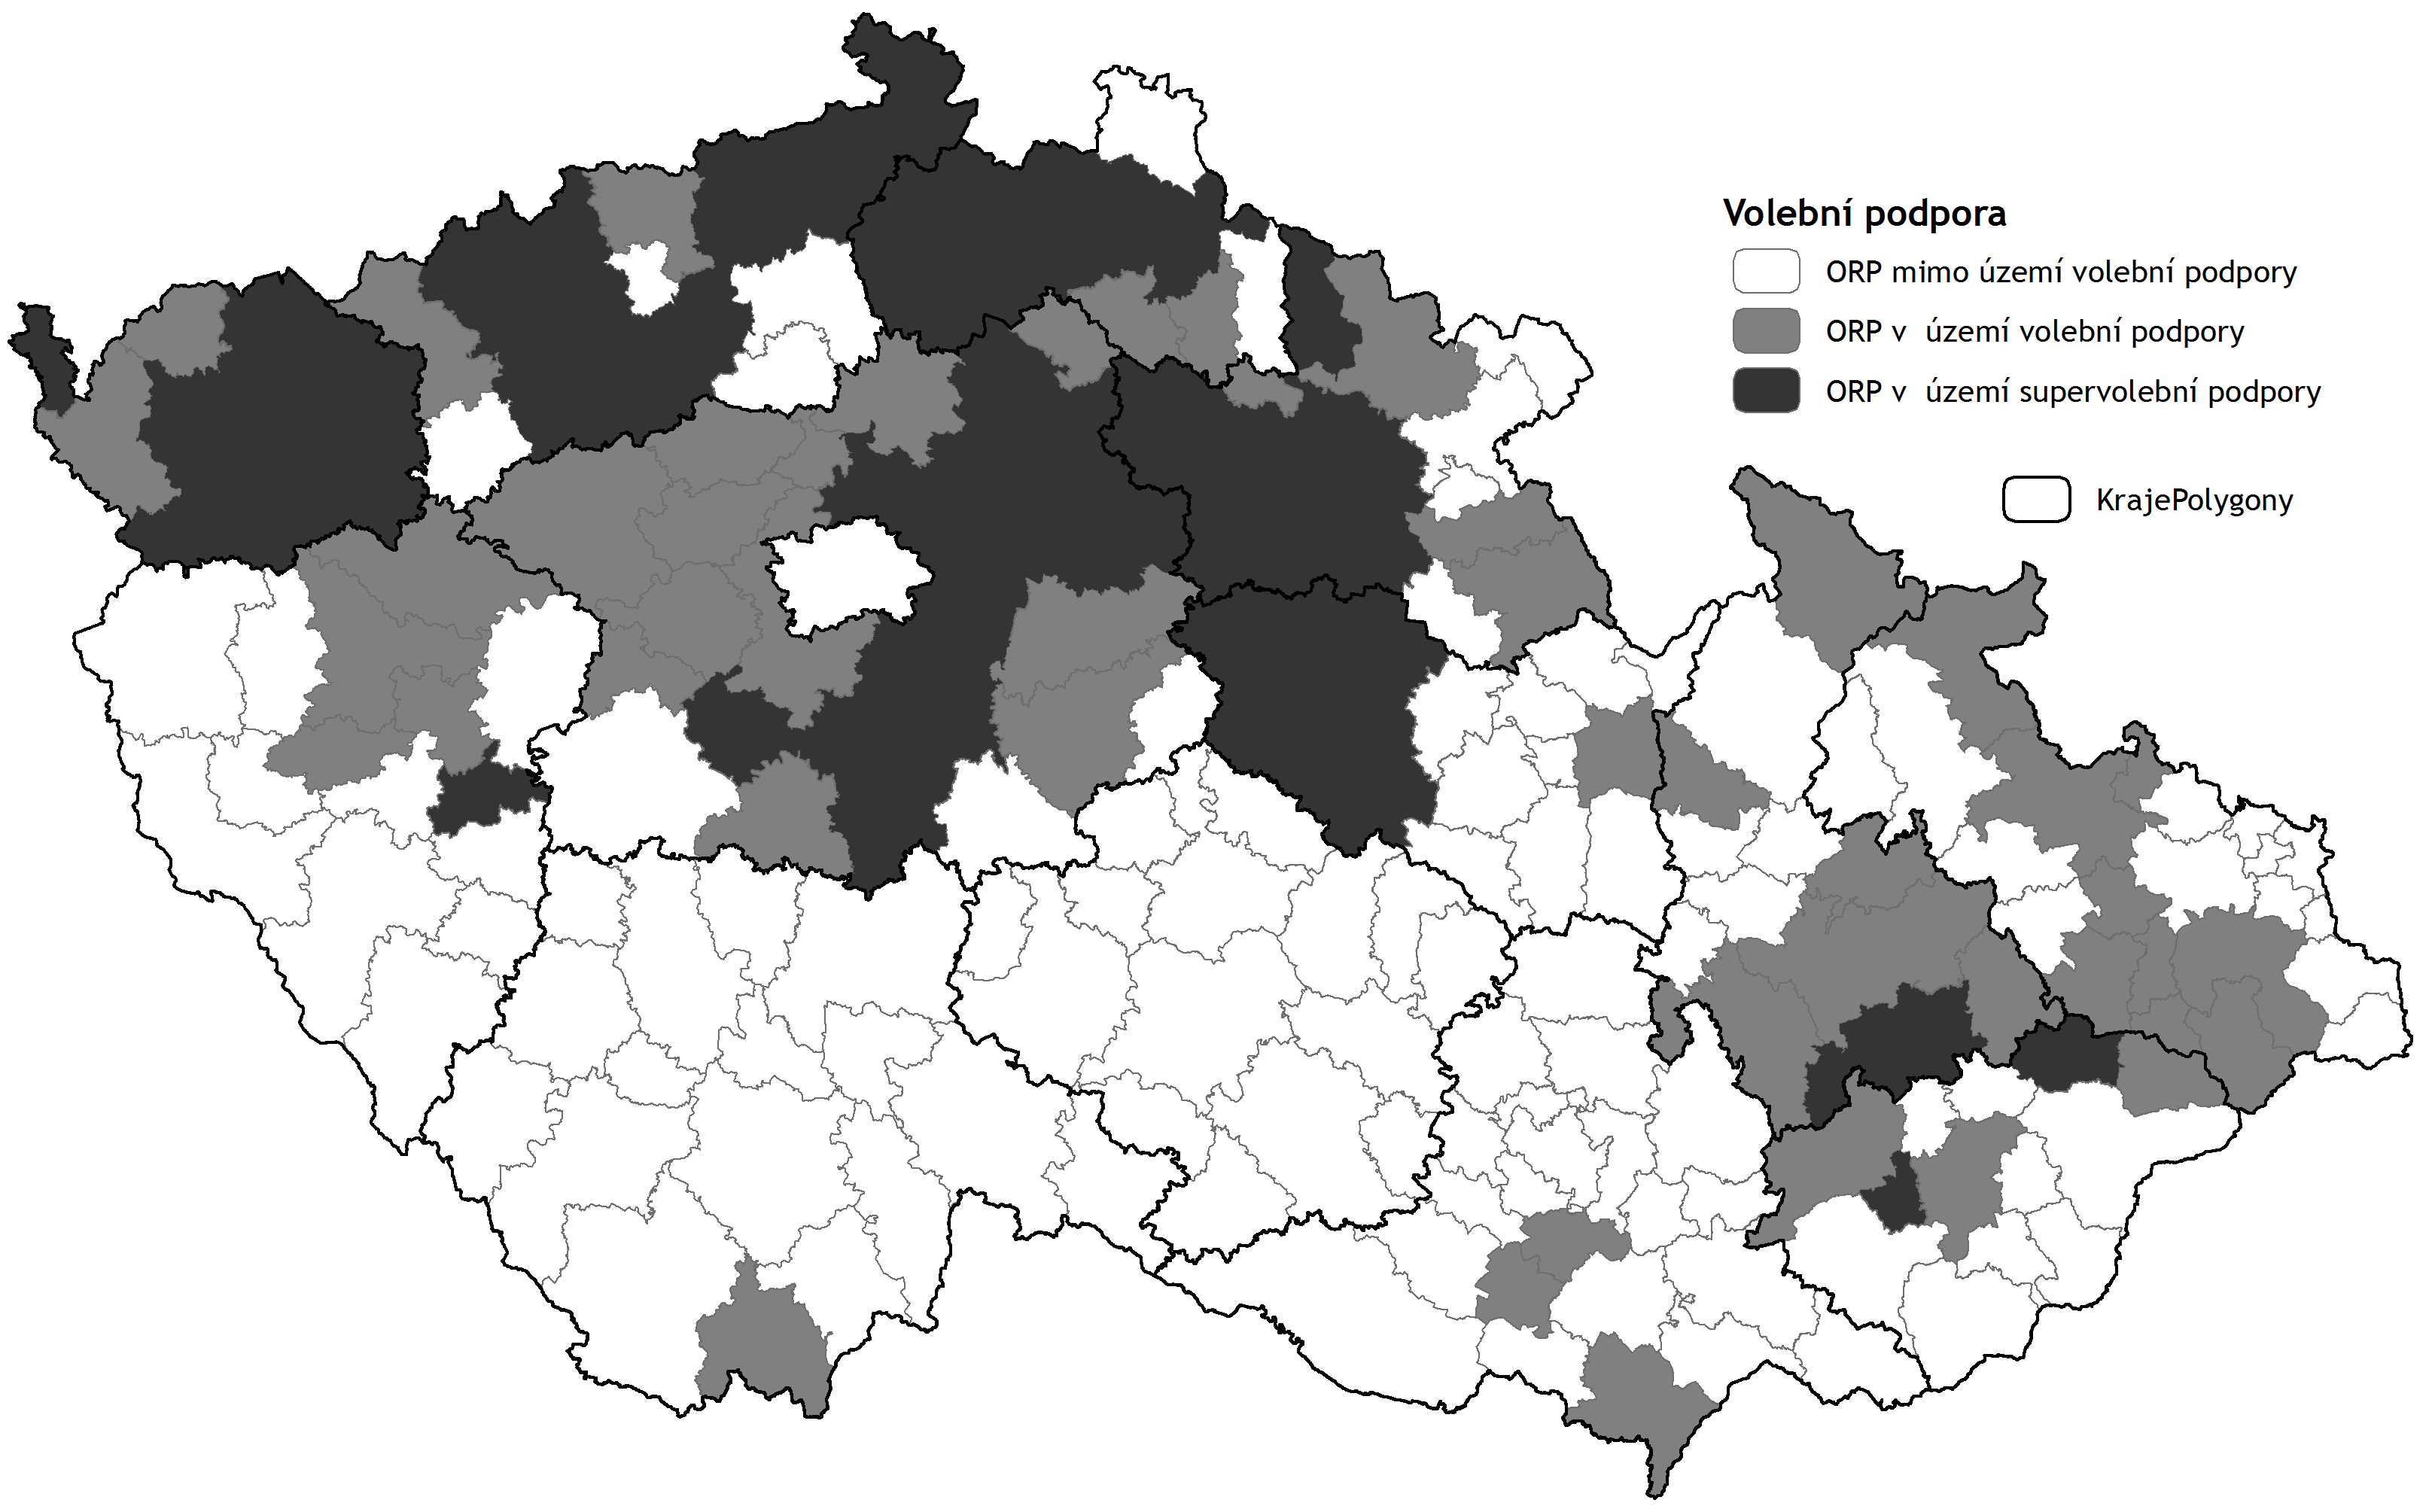 Volební podpora
ORP mimo území volební podpory
ORP v  území volební podpory
ORP v  území supervolební podpory
KrajePolygony